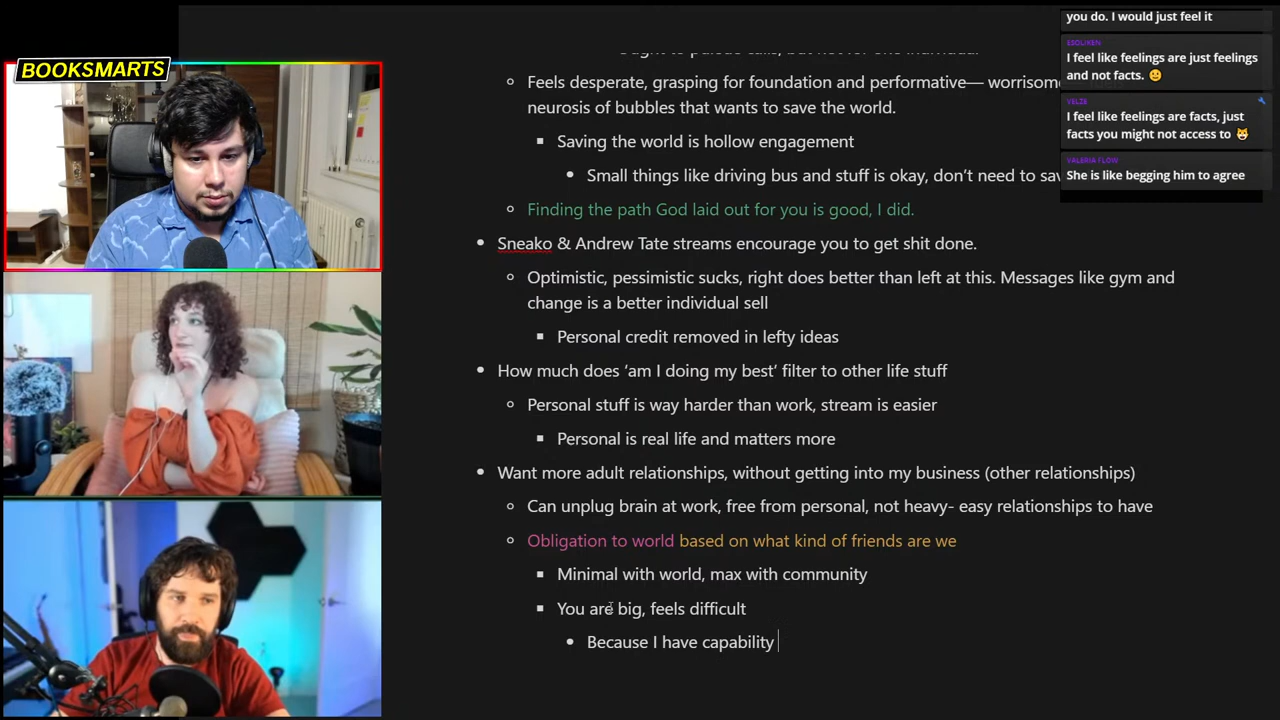 BOOKSMARTS
Feels desperate, grasping for foundation and performative— worrisome
neurosis of bubbles that wants to save the world.
Saving the world is hollow engagement
Small things like driving bus and stuff is okay, don't need to
Finding the path God laid out for you is good, I did.
Sneako & Andrew Tate streams encourage you to get shit done.
Optimistic, pessimistic sucks, right does better than left at this. Messages like gym and
change is a better individual sell
Personal credit removed in lefty ideas
How much does ‘am I doing my best‘ filter to other life stuff
Personal stuff is way harder than work, stream is easier
Personal is real life and matters more
Want more adult relationships, without getting into my business (other relationships)
Can unplug brain at work, free from personal, not heavy- easy relationships to have
Obligation to world based on what kind of friends are we
Minimal with world, max with community
You are big, feels difficult
Because I have capability
you do. I would just feel it
I feel like feelings are just feelings
and not facts. 🙂
VELZE
I feel like feelings are facts, just
facts you might not access to 😸
VALERIA FLOW
She is like begging him to agree